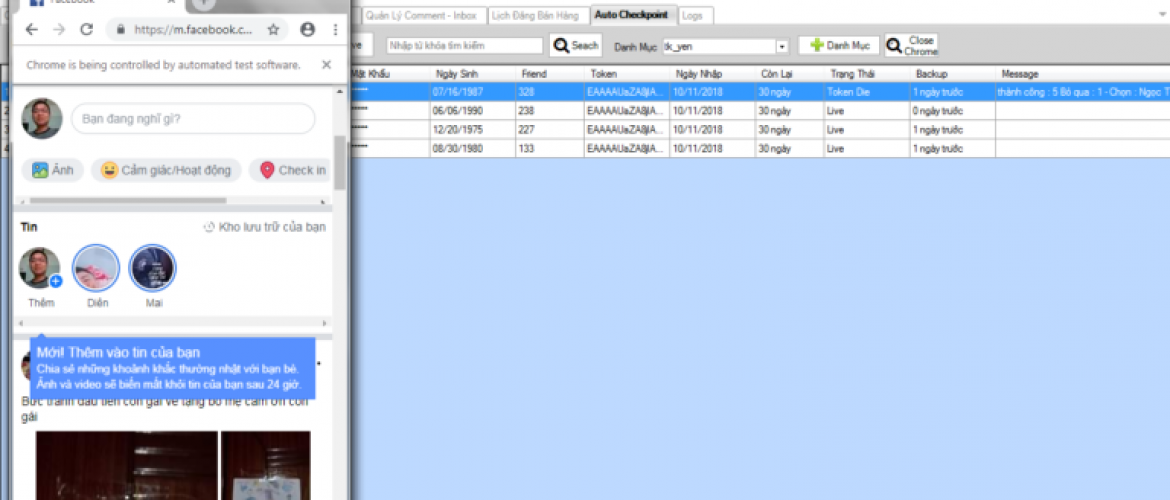 Facebook
https://m.facebook.c...
Chrome is being controlled by automated test software.
Bạn đang nghĩ gì?
Ảnh
Cảm giác/Hoạt động
Check in
Tin
Kho lưu trữ của bạn
Thêm
Diện
Mai
Mới! Thêm vào tin của bạn
Chia sẻ những khoảnh khắc thường nhật với bạn bè.
Ảnh và video sẽ biến mất khỏi tin của bạn sau 24 giờ.
Bức tranh đầu tiên con gái vẽ tặng bố mẹ cảm ơn con
gái
Quản Lý Comment - Inbox
Lịch Đăng Bán Hàng
Auto Checkpoint
Logs
Nhập từ khóa tìm kiếm
Seach
Danh Mục
tk_yen
Danh Mục
Close
Chrome
Mật Khẩu Ngày Sinh Friend Token Ngày Nhập Còn Lại Trạng Thái Backup Message
07/16/1987 328 EAAAAUaZA8jIA... 10/11/2018 30 ngày Token Die 1 ngày trước thành công : 5 Bỏ qua : 1 - Chọn : Ngọc T
06/06/1990 238 EAAAAUaZA8jIA... 10/11/2018 30 ngày Live 0 ngày trước
12/20/1975 227 EAAAAUaZA8jIA... 10/11/2018 30 ngày Live 1 ngày trước
08/30/1980 133 EAAAAUaZA8jIA... 10/11/2018 30 ngày Live 1 ngày trước